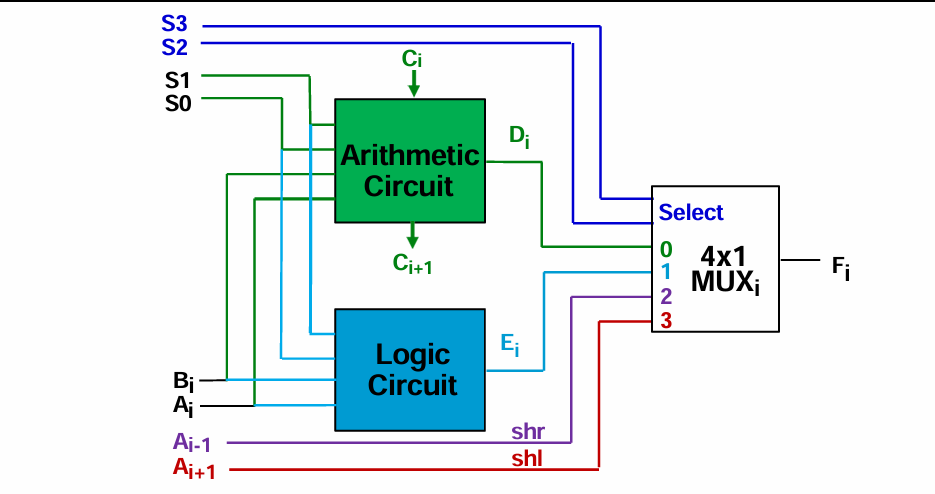 S3
S2
S1
S0
Ci
Arithmetic
Circuit
Di
Ci+1
Select
0
1
2
3
4x1
MUXi
Fi
Logic
Circuit
Ei
Bi
Ai
Ai-1
shr
Ai+1
shl